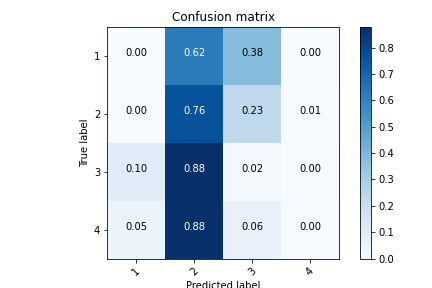 Confusion matrix
1 0.00 0.62 0.38 0.00
2 0.00 0.76 0.23 0.01
3 0.10 0.88 0.02 0.00
4 0.05 0.88 0.06 0.00
True label
1 2 3 4
Predicted label
0.8
0.7
0.6
0.5
0.4
0.3
0.2
0.1
0.0